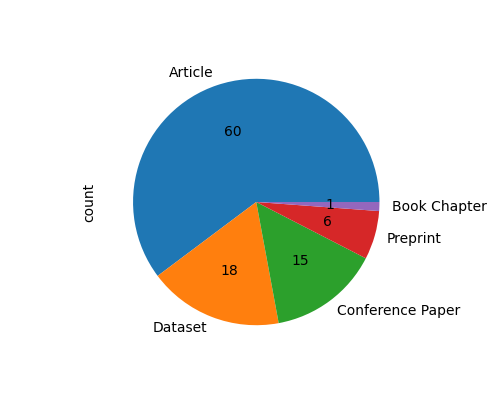 Article
60
count
1
Book Chapter
6
Preprint
15
18
Conference Paper
Dataset